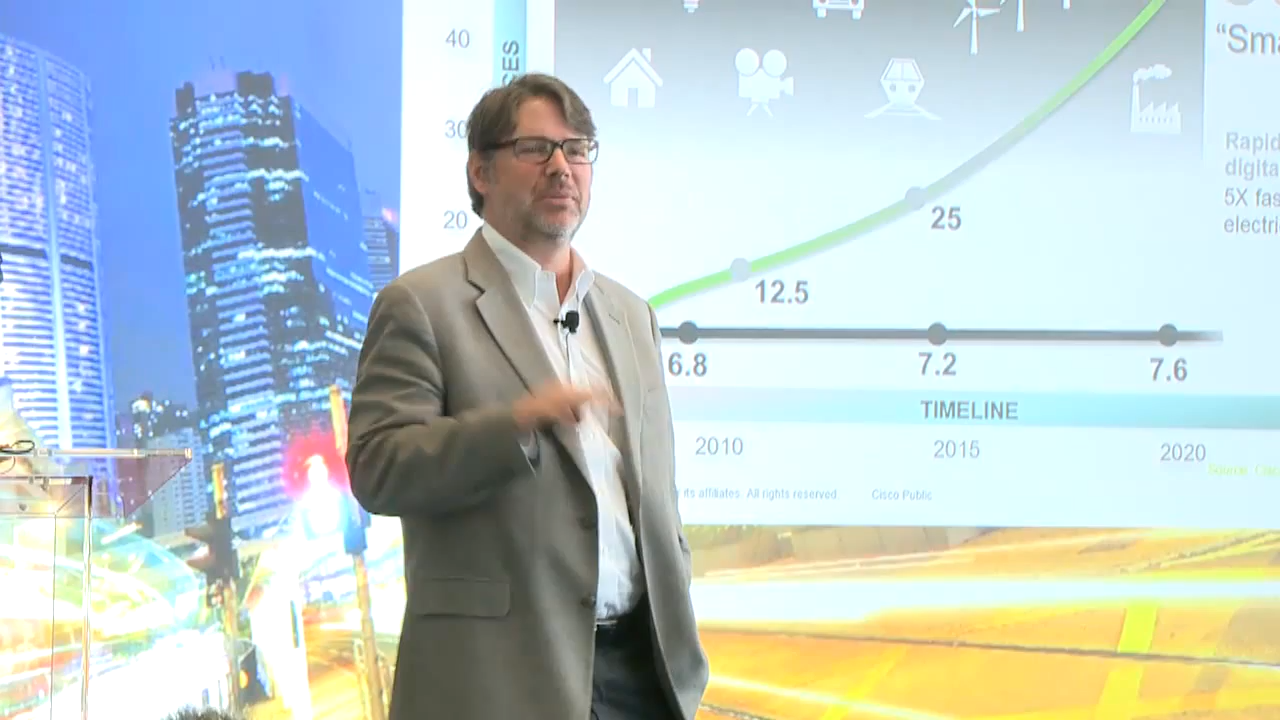 40
CES
"Sma
30
Rapid
digita
5X fas
20
25
electri
12.5
6.8
7.2
7.6
TIMELINE
2010
2015
2020
its affiliates. All rights reserved.
Cisco Public